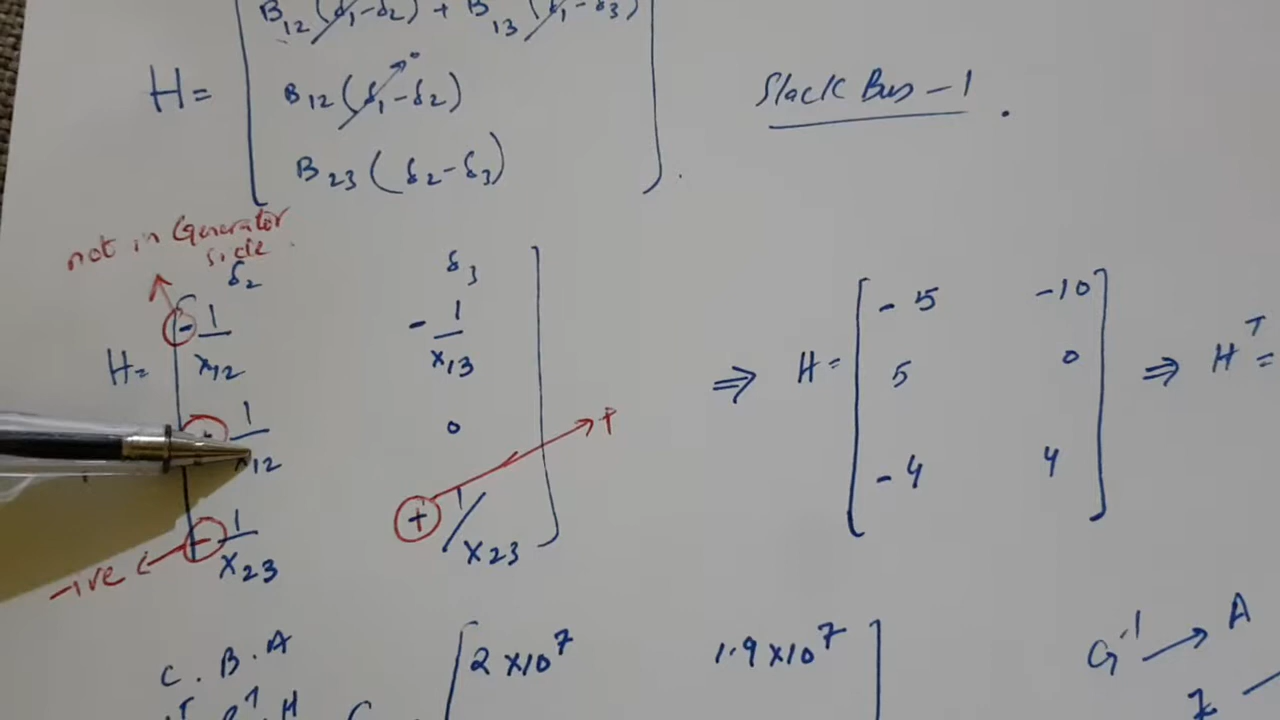 B12(δ1-δ2) + B13(δ1-δ3)
H= B12(δ1-δ2)
B23(δ2-δ3)
Slack Bus-1.
not in Generator
side
δ2 δ3
H= -1/x12 -1/x13
1/x12 0
-1/x23 +1/x23
-ive
+
⇒ H= -5 -10
5 0
-4 4
⇒ H^T=
C.B.A
H
2×10^7 1.9×10^7
G^-1 → A